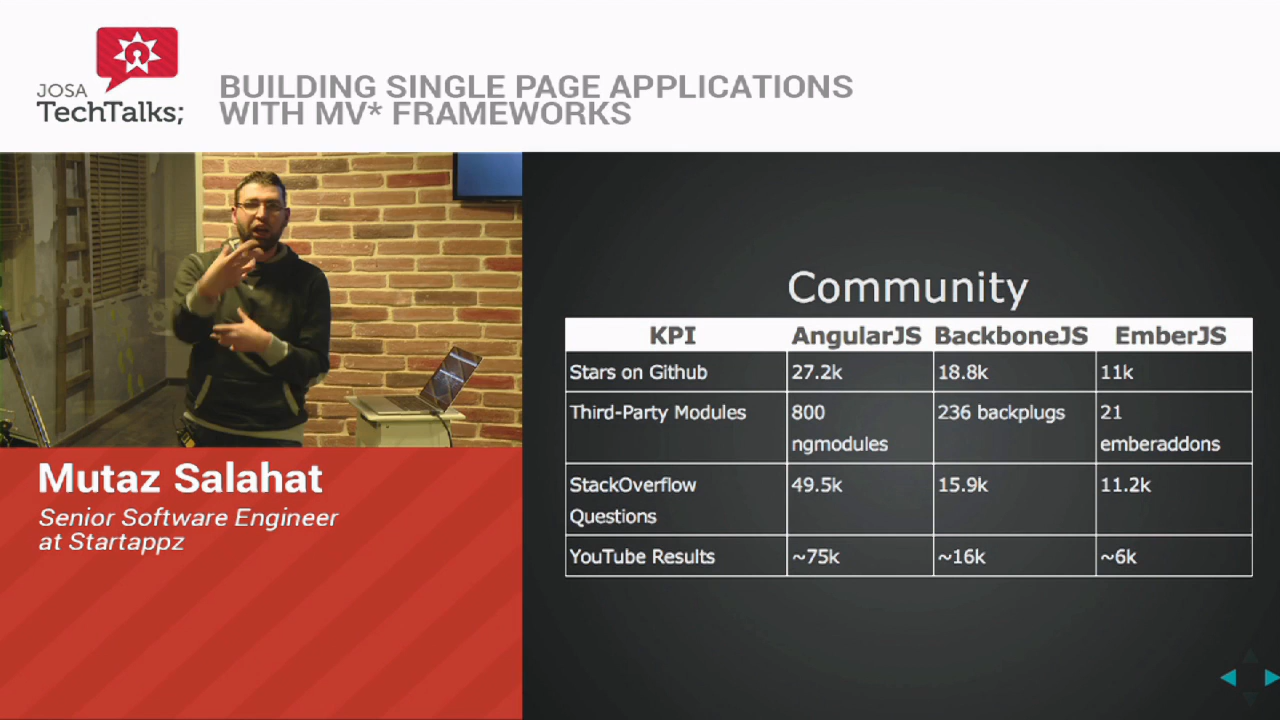 JOSA
TechTalks;
BUILDING SINGLE PAGE APPLICATIONS
WITH MV* FRAMEWORKS
Mutaz Salahat
Senior Software Engineer
at Startappz
Community
KPI AngularJS BackboneJS EmberJS
Stars on Github 27.2k 18.8k 11k
Third-Party Modules 800 236 backplugs 21
ngmodules emberaddons
StackOverflow 49.5k 15.9k 11.2k
Questions
YouTube Results ~75k ~16k ~6k